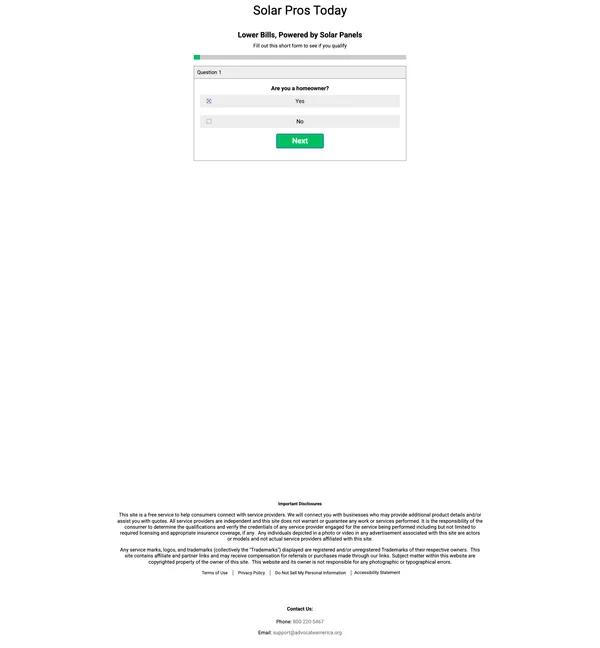 Solar Pros Today
Lower Bills, Powered by Solar Panels
Fill out this short form to see if you qualify
Question 1
Are you a homeowner?
Yes
No
Next
Important Disclosures
This site is a free service to help consumers connect with service providers. We will connect you with businesses who may provide additional product details and/or
assist you with quotes. All service providers are independent and this site does not warrant or guarantee any work or services performed. It is the responsibility of the
consumer to determine the qualifications and verify the credentials of any service provider engaged for the service being performed including but not limited to
required licensing and appropriate insurance coverage, if any. Any individuals depicted in a photo or video in any advertisement associated with this site are actors
or models and not actual service providers affiliated with this site.
Any service marks, logos, and trademarks (collectively the "Trademarks") displayed are registered and/or unregistered Trademarks of their respective owners. This
site contains affiliate and partner links and may receive compensation for referrals or purchases made through our links. Subject matter within this website are
copyrighted property of the owner of this site. This website and its owner is not responsible for any photographic or typographical errors.
Terms of Use | Privacy Policy | Do Not Sell My Personal Information | Accessibility Statement
Contact Us:
Phone: 800-220-5467
Email: support@advocateamerica.org